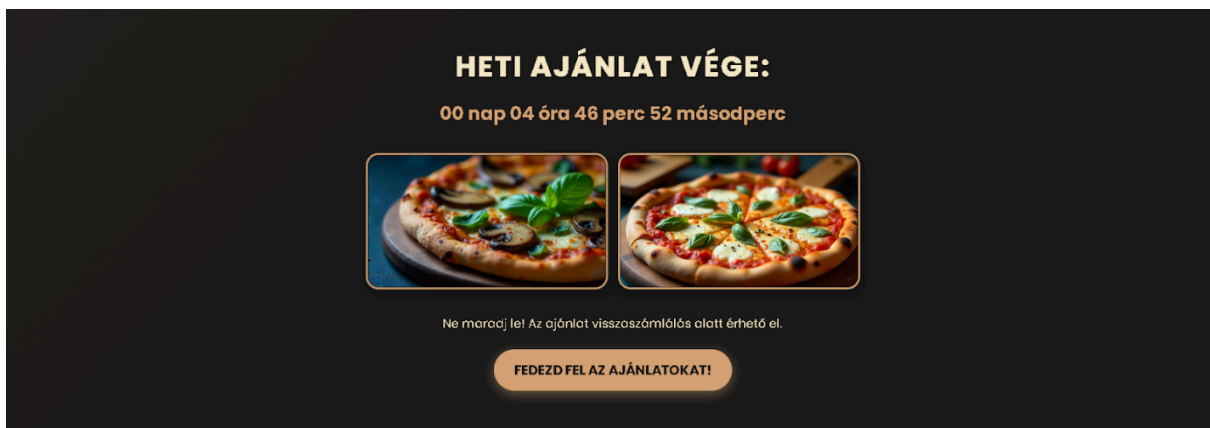 HETI AJÁNLAT VÉGE:
00 nap 04 óra 46 perc 52 másodperc
Ne maradj le! Az ajánlat visszaszámlálás alatt érhető el.
FEDEZD FEL AZ AJÁNLATOKAT!